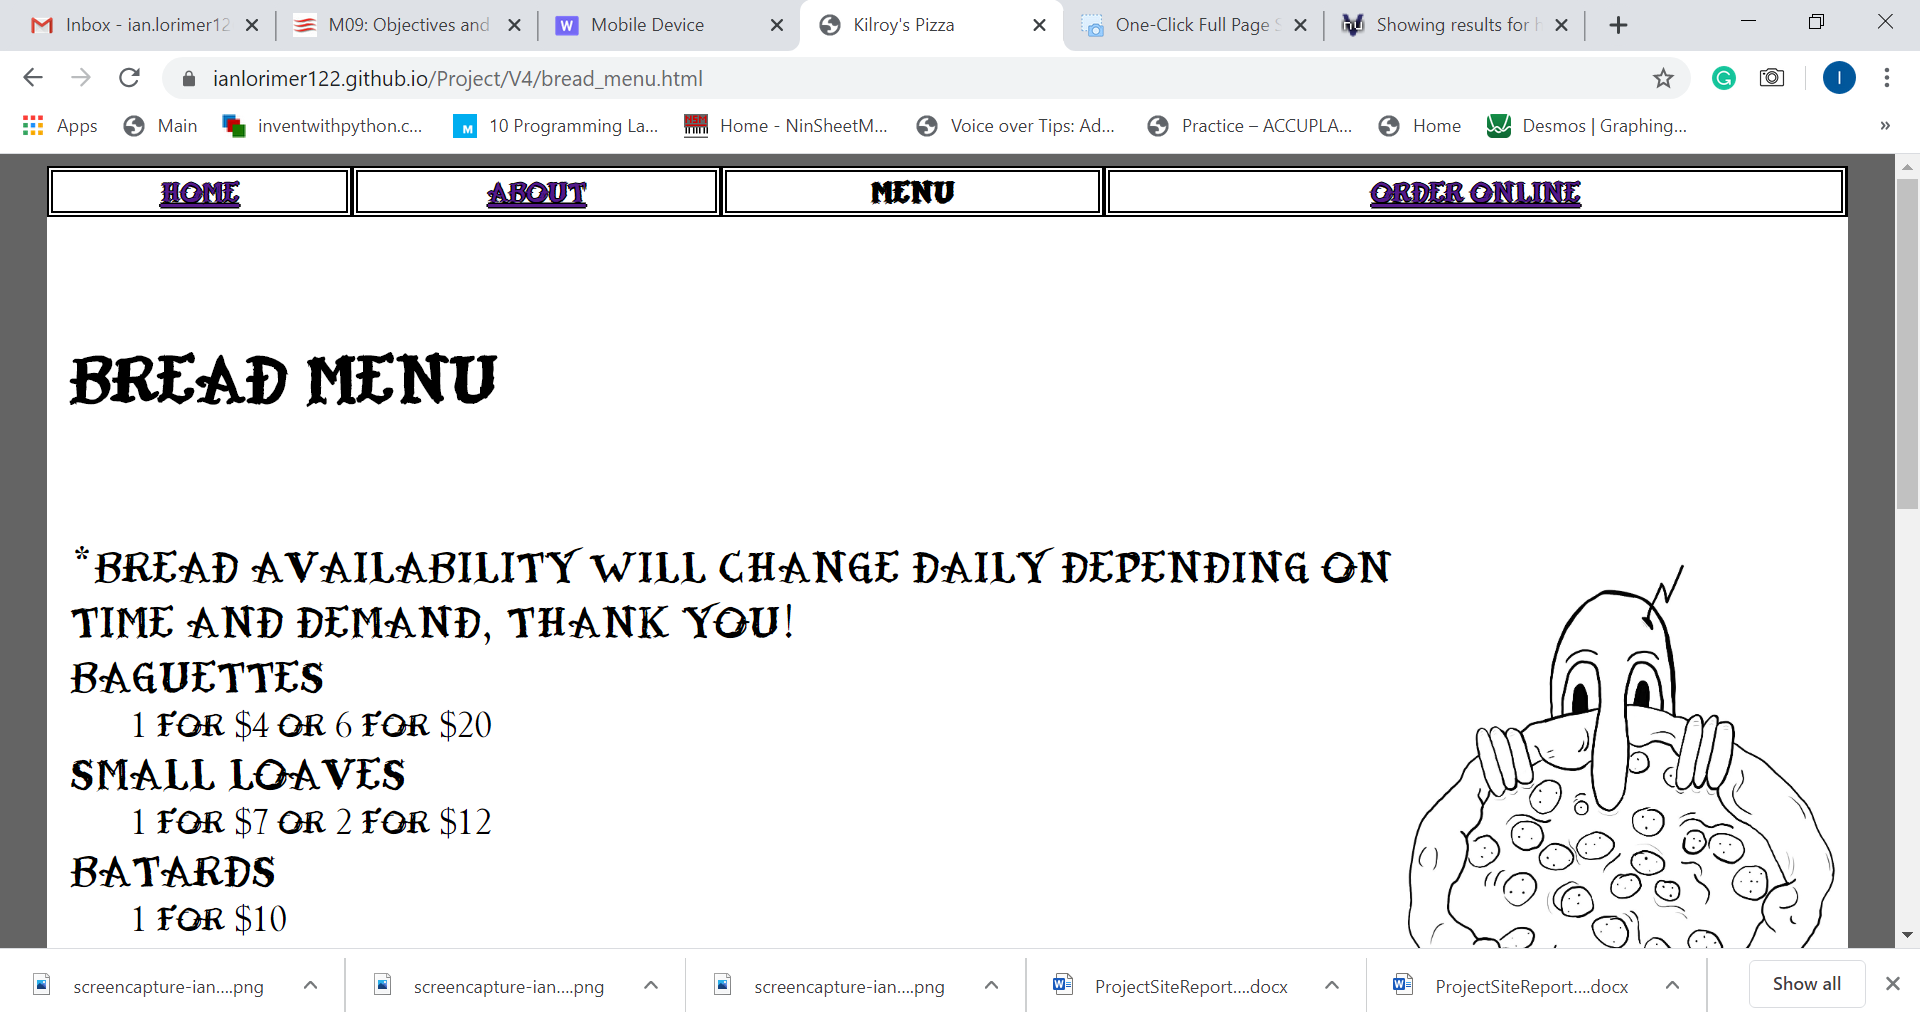 Inbox - ian.lorimer12
M09: Objectives and
Mobile Device
Kilroy's Pizza
One-Click Full Page S
Showing results for h
ianlorimer122.github.io/Project/V4/bread_menu.html
Apps
Main
inventwithpython.c...
10 Programming La...
Home - NinSheetM...
Voice over Tips: Ad...
Practice – ACCUPLA...
Home
Desmos | Graphing...
»
HOME
ABOUT
MENU
ORDER ONLINE
BREAD MENU
*BREAD AVAILABILITY WILL CHANGE DAILY DEPENDING ON
TIME AND DEMAND, THANK YOU!
BAGUETTES
1 FOR $4 OR 6 FOR $20
SMALL LOAVES
1 FOR $7 OR 2 FOR $12
BATARDS
1 FOR $10
screencapture-ian....png
screencapture-ian....png
screencapture-ian....png
ProjectSiteReport....docx
ProjectSiteReport....docx
Show all